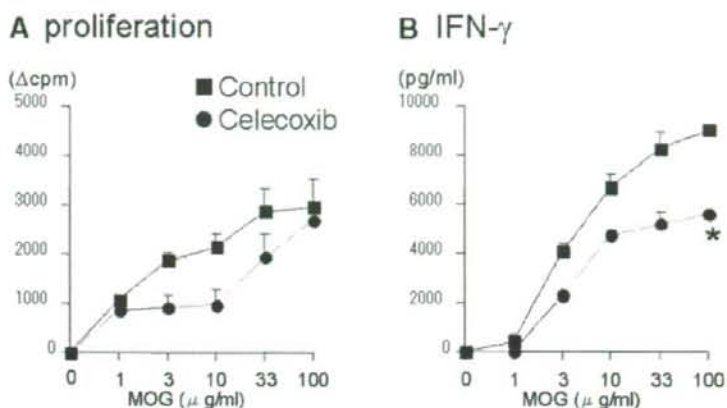 A proliferation
(Δcpm)
5000
4000
3000
2000
1000
0
Control
Celecoxib
0 1 3 10 33 100
MOG (μ g/ml)
B IFN-γ
(pg/ml)
10000
8000
6000
4000
2000
0
*
0 1 3 10 33 100
MOG (μ g/ml)